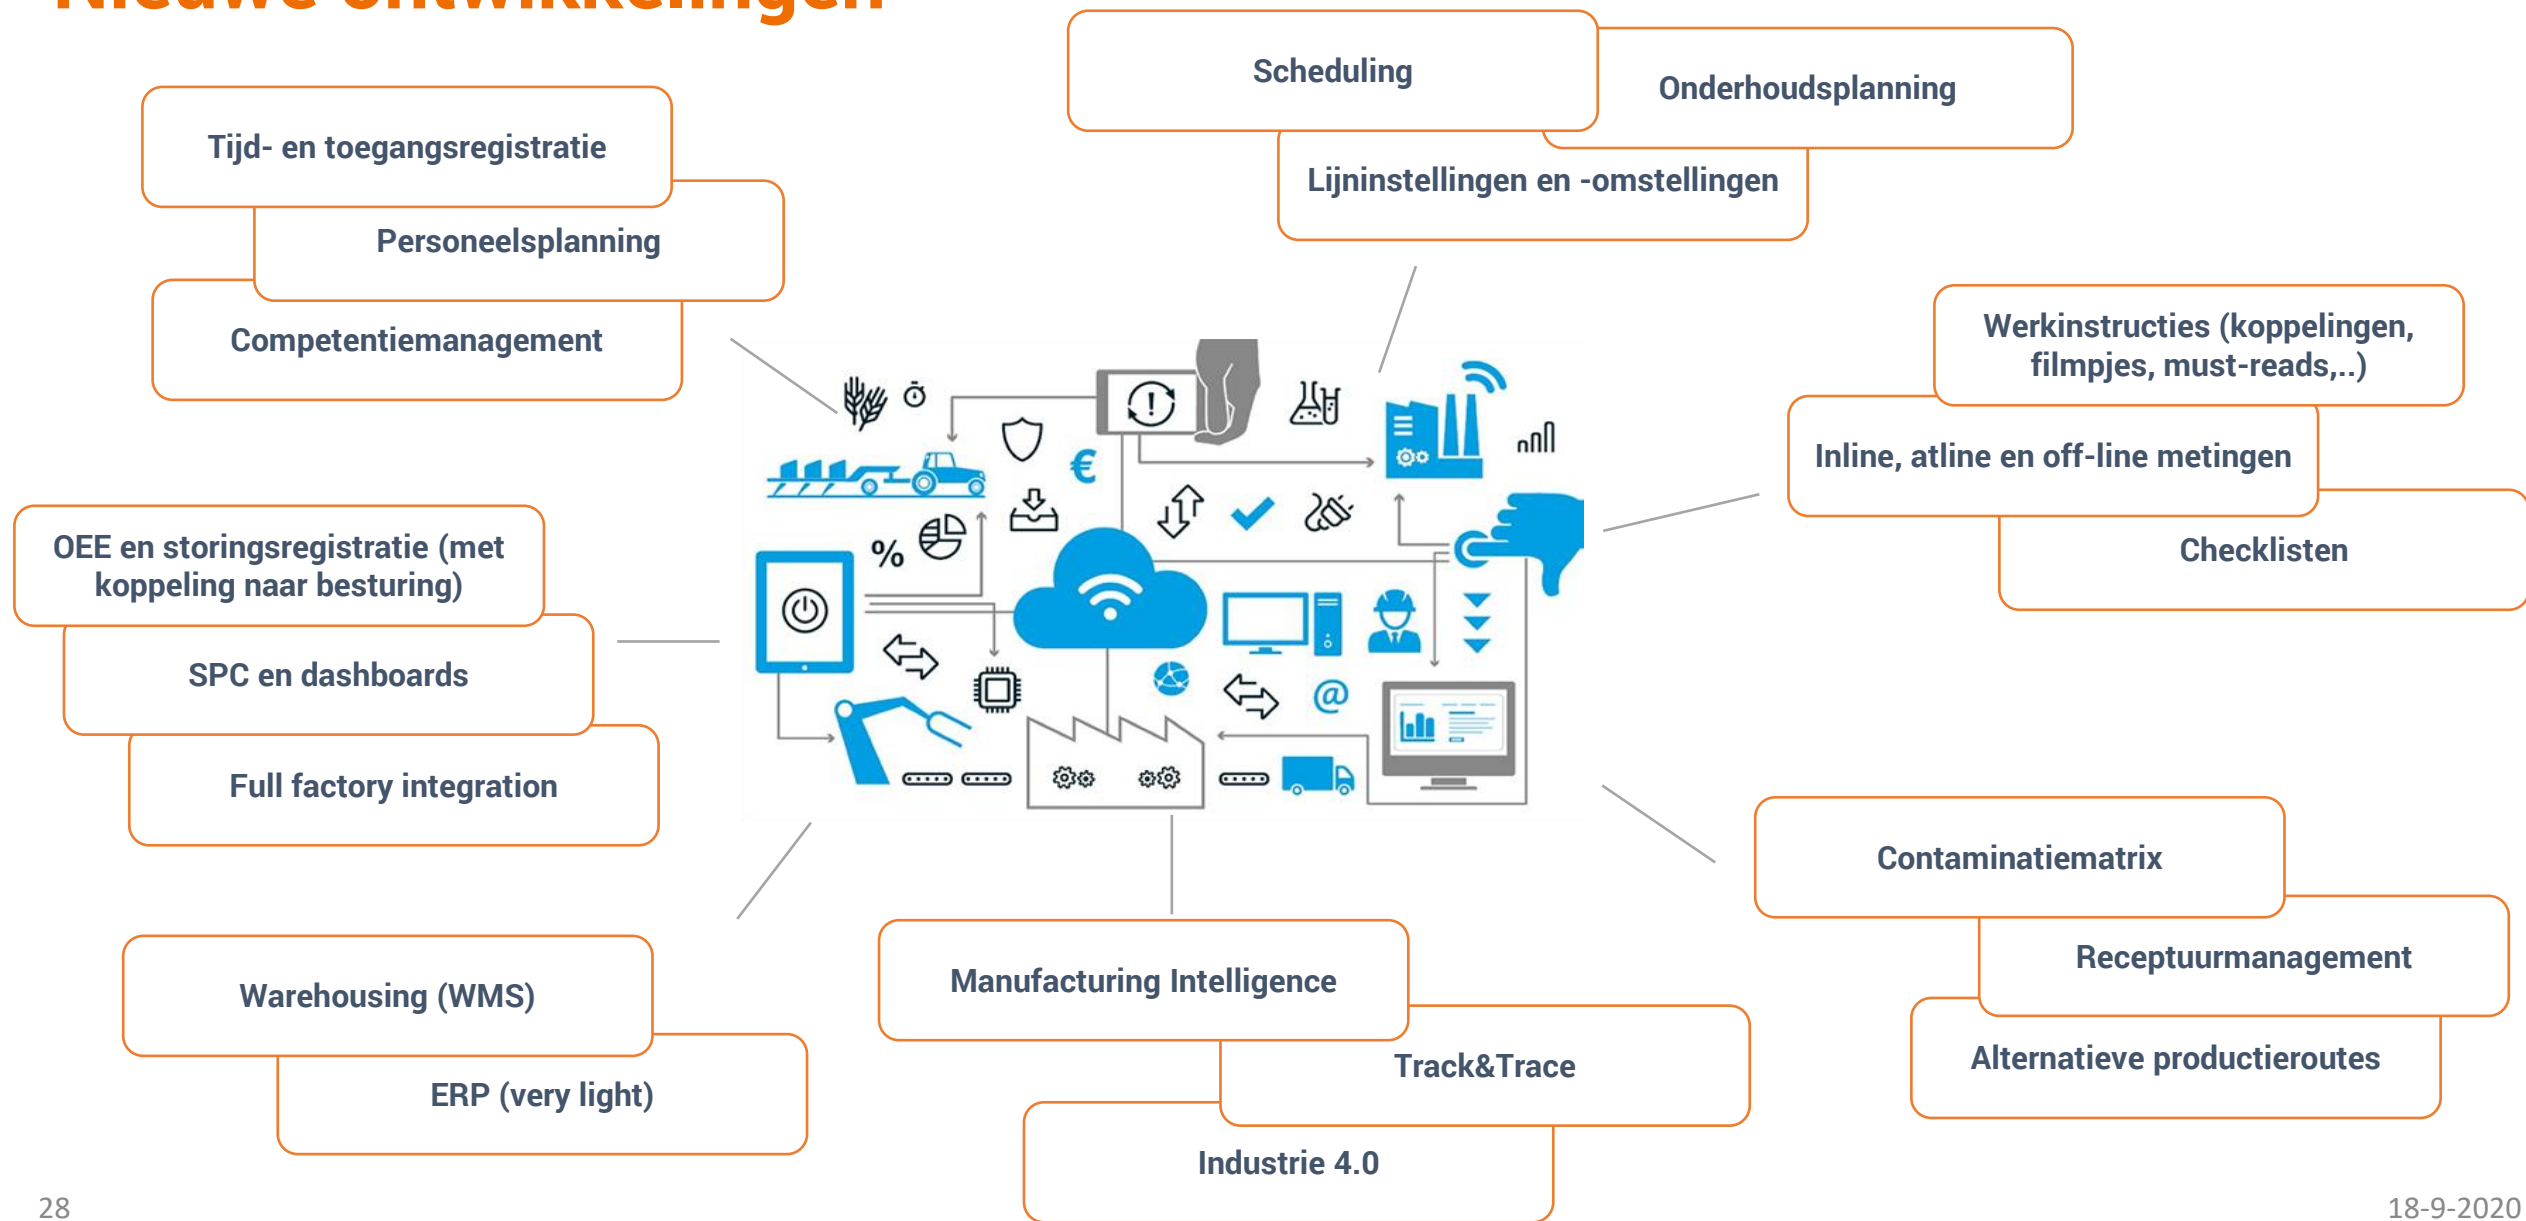 Nieuwe ontwikkelingen
Scheduling
Onderhoudsplanning
Lijninstellingen en -omstellingen
Tijd- en toegangsregistratie
Personeelsplanning
Competentiemanagement
Werkinstructies (koppelingen,
filmpjes, must-reads,..)
Inline, atline en off-line metingen
Checklisten
OEE en storingsregistratie (met
koppeling naar besturing)
SPC en dashboards
Full factory integration
€
%
@
Contaminatiematrix
Receptuurmanagement
Alternatieve productieroutes
Warehousing (WMS)
ERP (very light)
Manufacturing Intelligence
Track&Trace
Industrie 4.0
28
18-9-2020